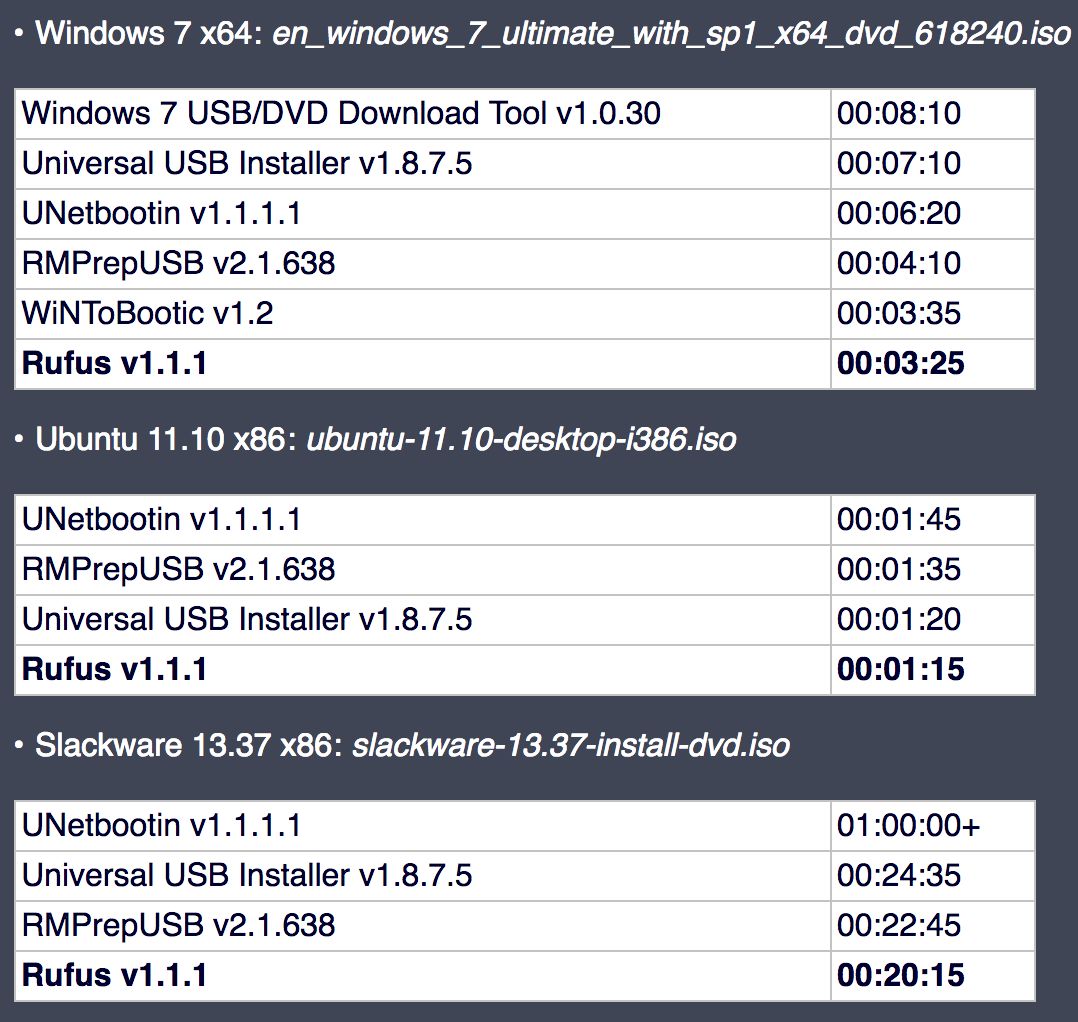 • Windows 7 x64: en_windows_7_ultimate_with_sp1_x64_dvd_618240.iso
Windows 7 USB/DVD Download Tool v1.0.30 00:08:10
Universal USB Installer v1.8.7.5 00:07:10
UNetbootin v1.1.1.1 00:06:20
RMPrepUSB v2.1.638 00:04:10
WiNToBootic v1.2 00:03:35
Rufus v1.1.1 00:03:25
• Ubuntu 11.10 x86: ubuntu-11.10-desktop-i386.iso
UNetbootin v1.1.1.1 00:01:45
RMPrepUSB v2.1.638 00:01:35
Universal USB Installer v1.8.7.5 00:01:20
Rufus v1.1.1 00:01:15
• Slackware 13.37 x86: slackware-13.37-install-dvd.iso
UNetbootin v1.1.1.1 01:00:00+
Universal USB Installer v1.8.7.5 00:24:35
RMPrepUSB v2.1.638 00:22:45
Rufus v1.1.1 00:20:15